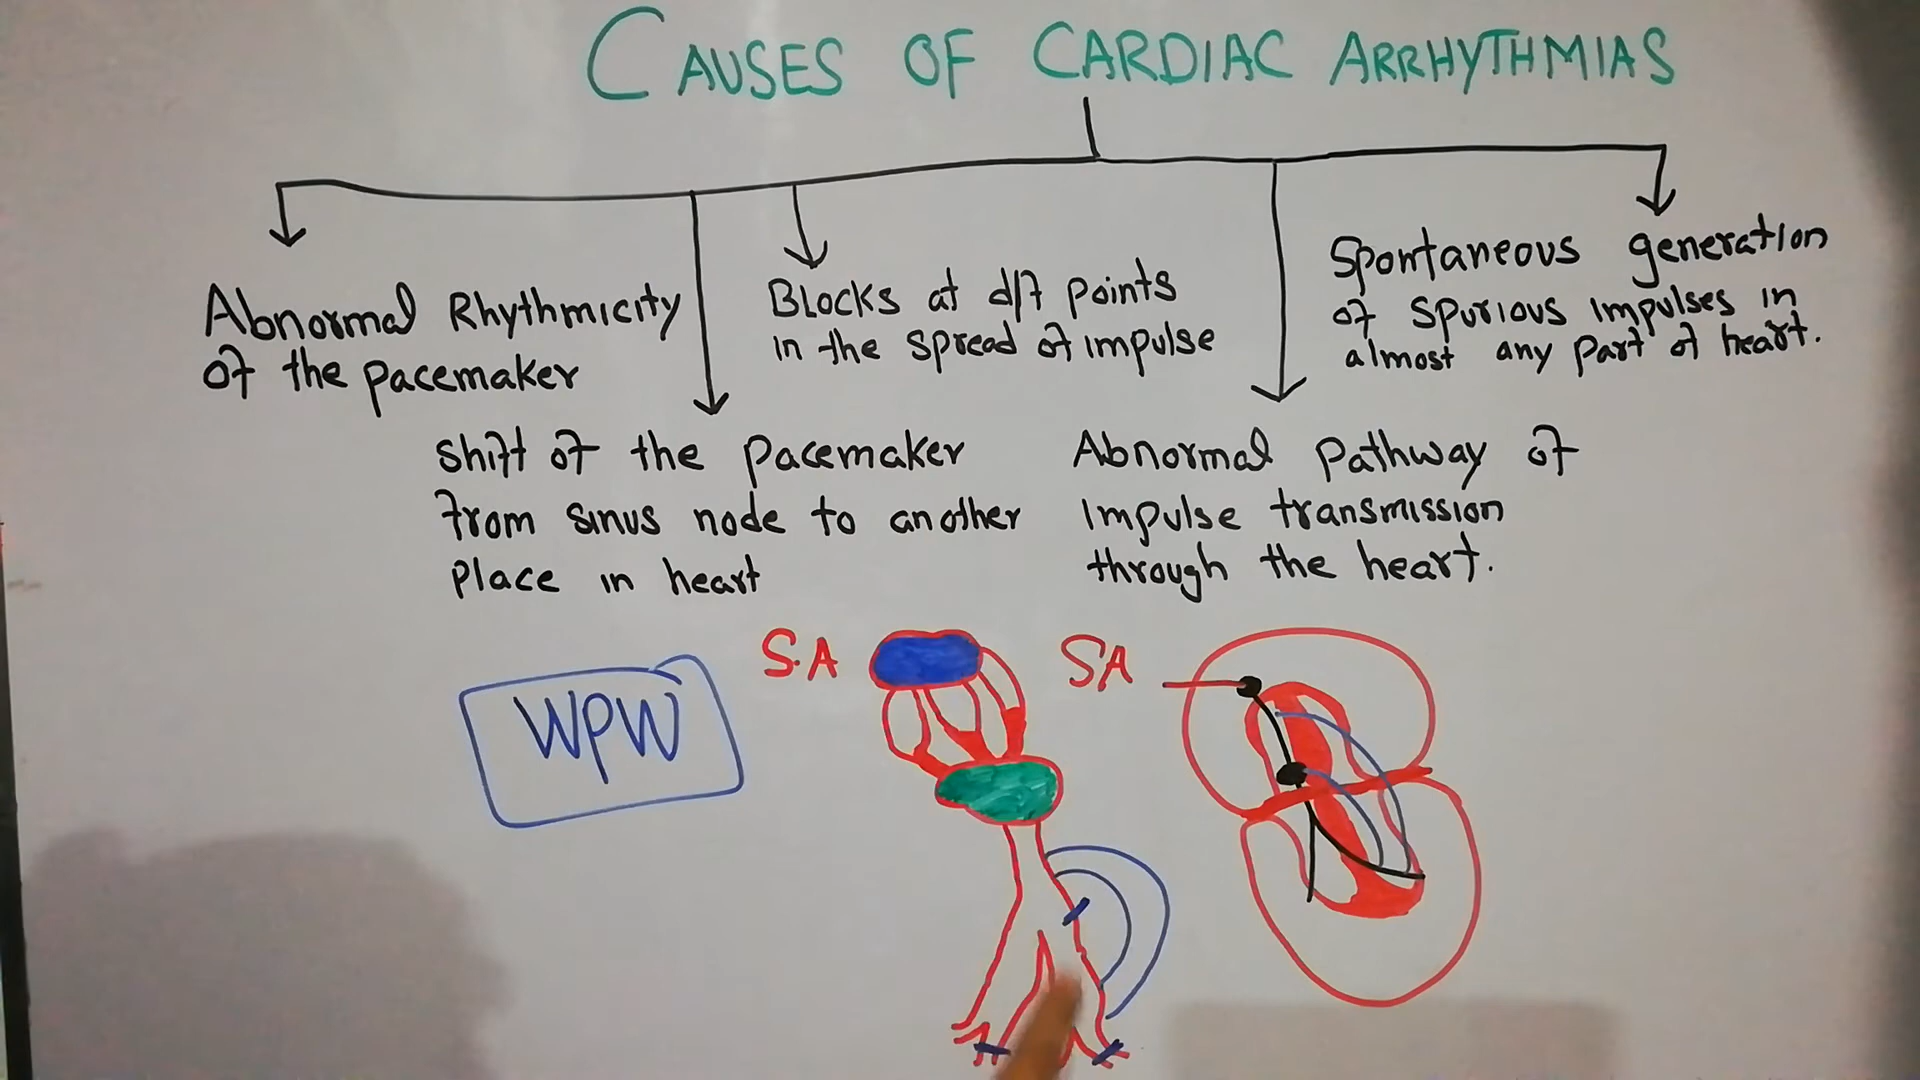 CAUSES OF CARDIAC ARRHYTHMIAS
Abnormal Rhythmicity
of the pacemaker
Shift of the pacemaker
from sinus node to another
place in heart
Blocks at d/f points
in the spread of impulse
Abnormal pathway of
impulse transmission
through the heart.
Spontaneous generation
of spurious impulses in
almost any part of heart.
WPW
S.A
SA